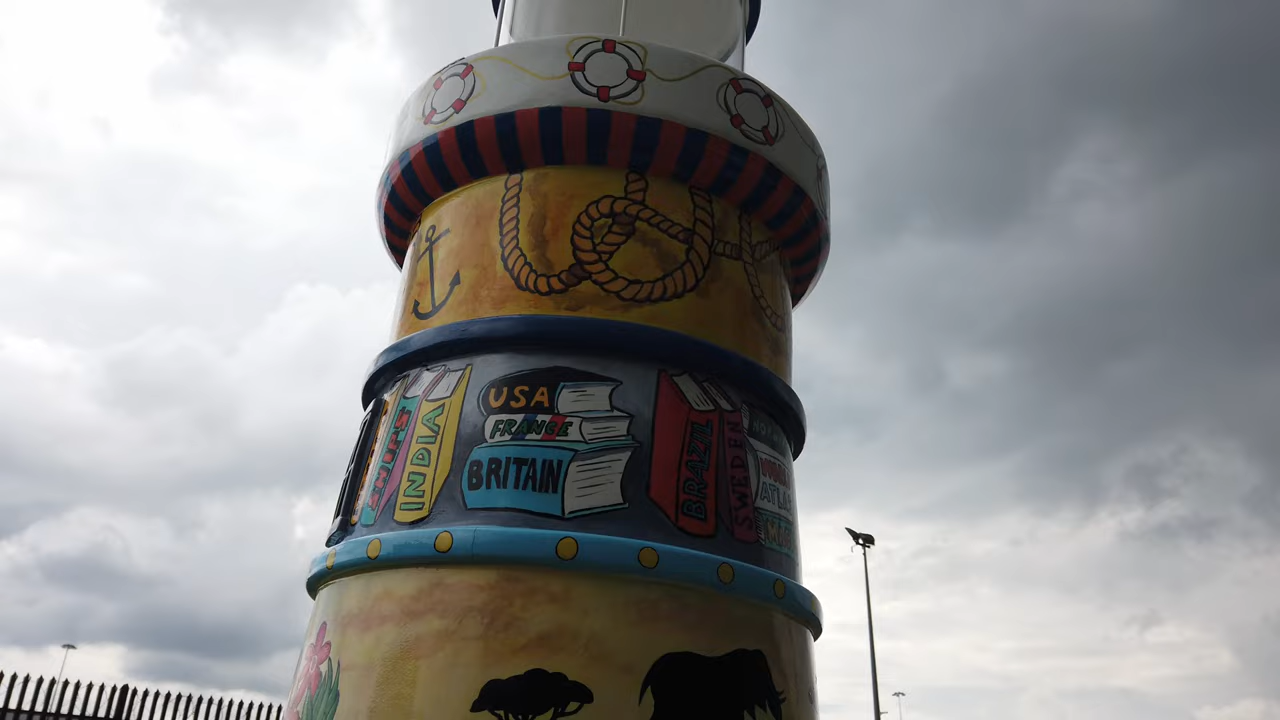 INDIA
USA
FRANCE
BRITAIN
BRAZIL
SWEDEN
ATLAS